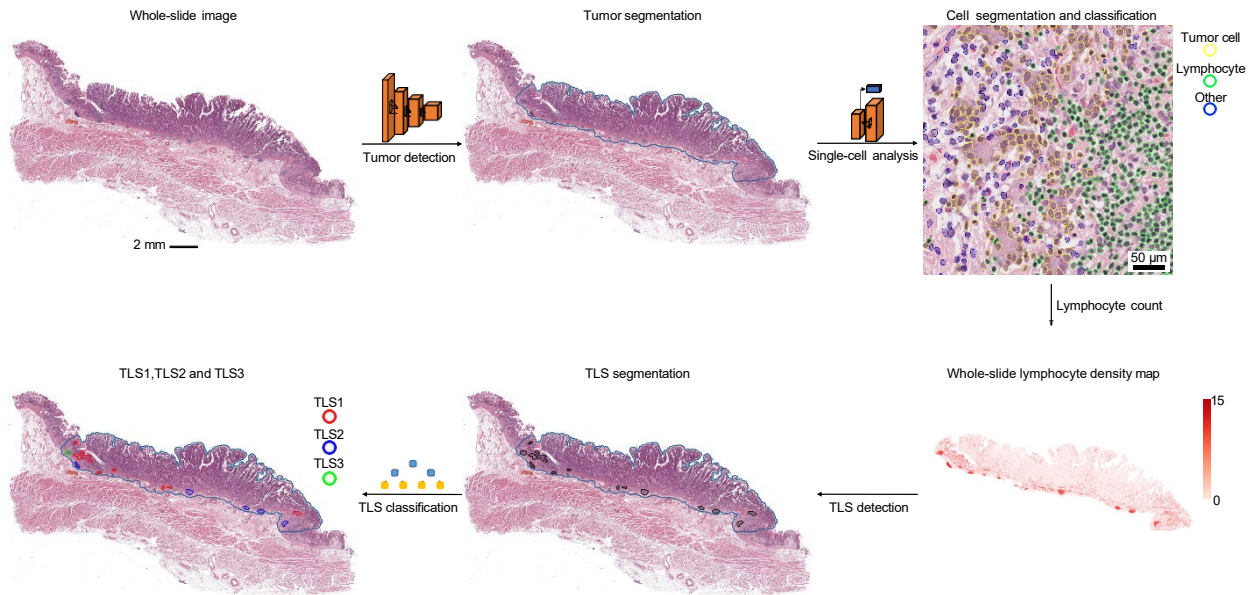 Whole-slide image
Tumor segmentation
Cell segmentation and classification
Tumor cell
Lymphocyte
Other
Tumor detection
Single-cell analysis
2 mm
50 µm
Lymphocyte count
TLS1,TLS2 and TLS3
TLS segmentation
Whole-slide lymphocyte density map
TLS1
TLS2
TLS3
15
0
TLS classification
TLS detection